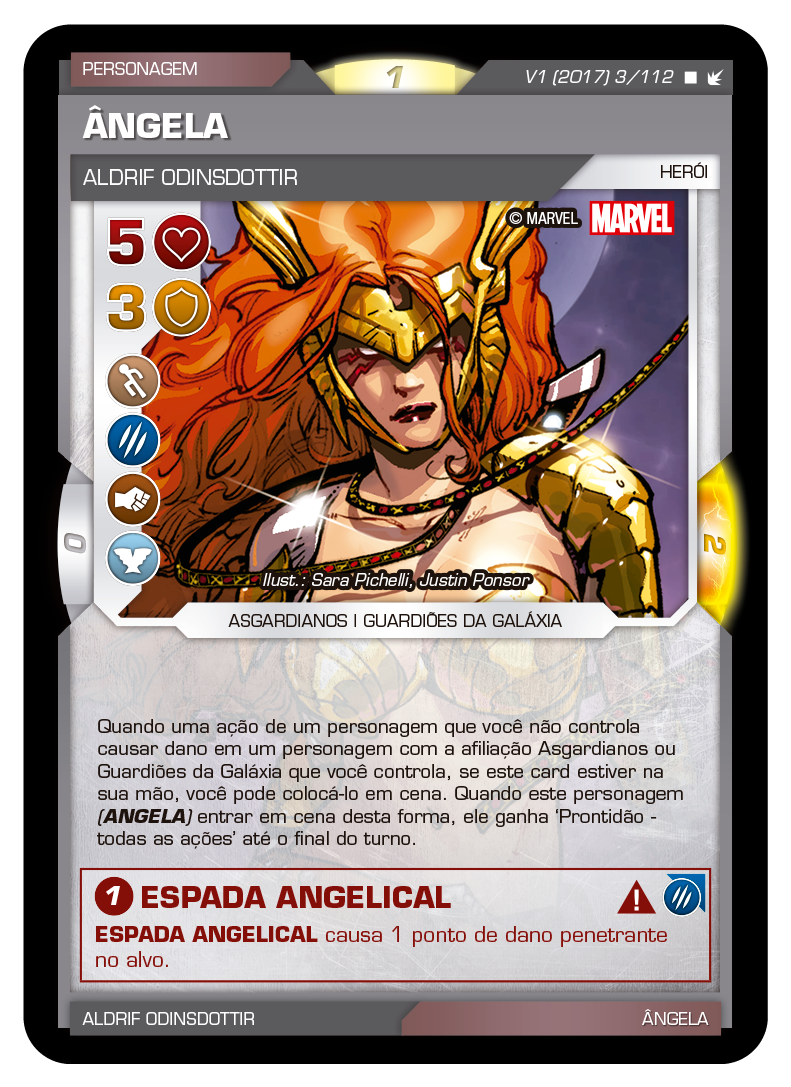 PERSONAGEM
1
V1 (2017) 3/112
ÂNGELA
ALDRIF ODINSDOTTIR
HERÓI
© MARVEL
MARVEL
5
3
0
2
Ilust.: Sara Pichelli, Justin Ponsor
ASGARDIANOS | GUARDIÕES DA GALÁXIA
Quando uma ação de um personagem que você não controla
causar dano em um personagem com a afiliação Asgardianos ou
Guardiões da Galáxia que você controla, se este card estiver na
sua mão, você pode colocá-lo em cena. Quando este personagem
(ANGELA) entrar em cena desta forma, ele ganha ‘Prontidão -
todas as ações’ até o final do turno.
1 ESPADA ANGELICAL
!
ESPADA ANGELICAL causa 1 ponto de dano penetrante
no alvo.
ALDRIF ODINSDOTTIR
ÂNGELA